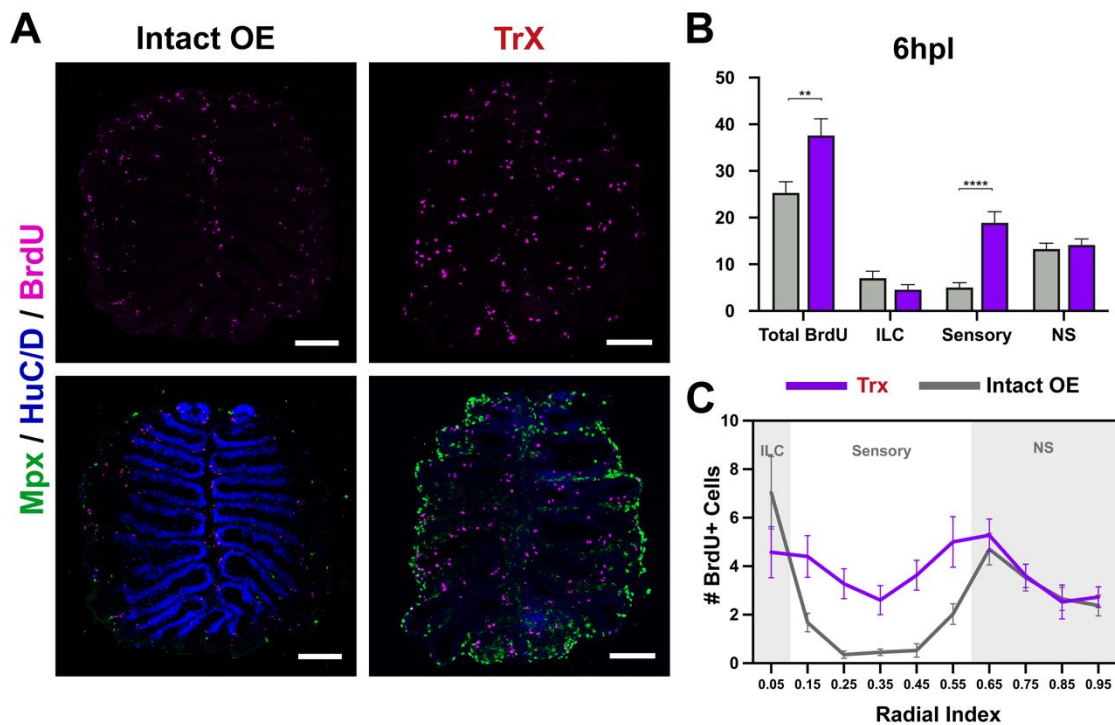 A
Intact OE
TrX
Mpx / HuC/D / BrdU
B
6hpl
50
40
30
20
10
0
**
****
Total BrdU ILC Sensory NS
Trx Intact OE
C
# BrdU+ Cells
10
8
6
4
2
0
ILC Sensory NS
0.05 0.15 0.25 0.35 0.45 0.55 0.65 0.75 0.85 0.95
Radial Index